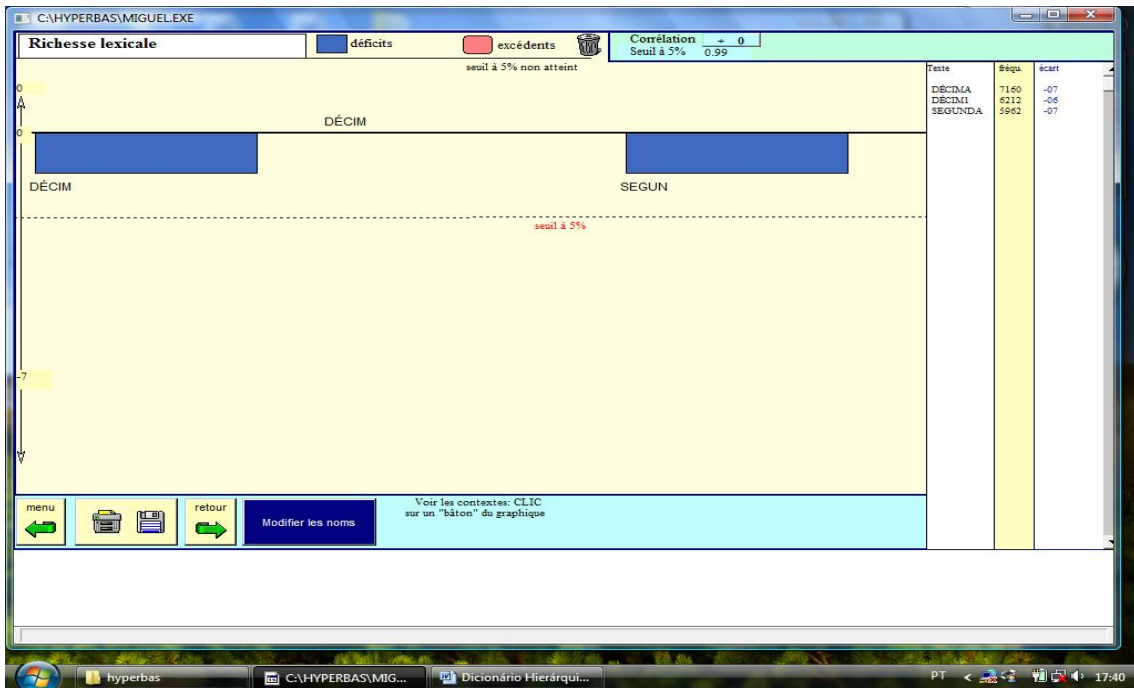 C:\HYPERBAS\MIGUEL.EXE
Richesse lexicale
déficits
excédents
Corrélation + 0
Seuil à 5% 0.99
seuil à 5% non atteint
Texte fréqu. écart
DÉCIMA 7160 -07
DÉCIM1 6212 -06
SEGUNDA 5962 -07
0
DÉCIM
0
DÉCIM
SEGUN
seuil à 5%
-7
menu
retour
Modifier les noms
Voir les contextes: CLIC
sur un "bâton" du graphique
hyperbas
C:\HYPERBAS\MIG...
Dicionário Hierárqui...
PT < 17:40